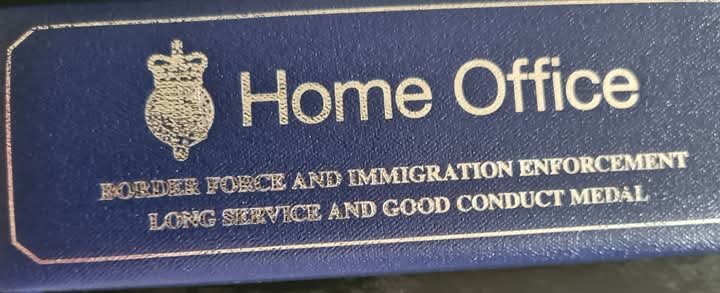 Home Office
BORDER FORCE AND IMMIGRATION ENFORCEMENT
LONG SERVICE AND GOOD CONDUCT MEDAL